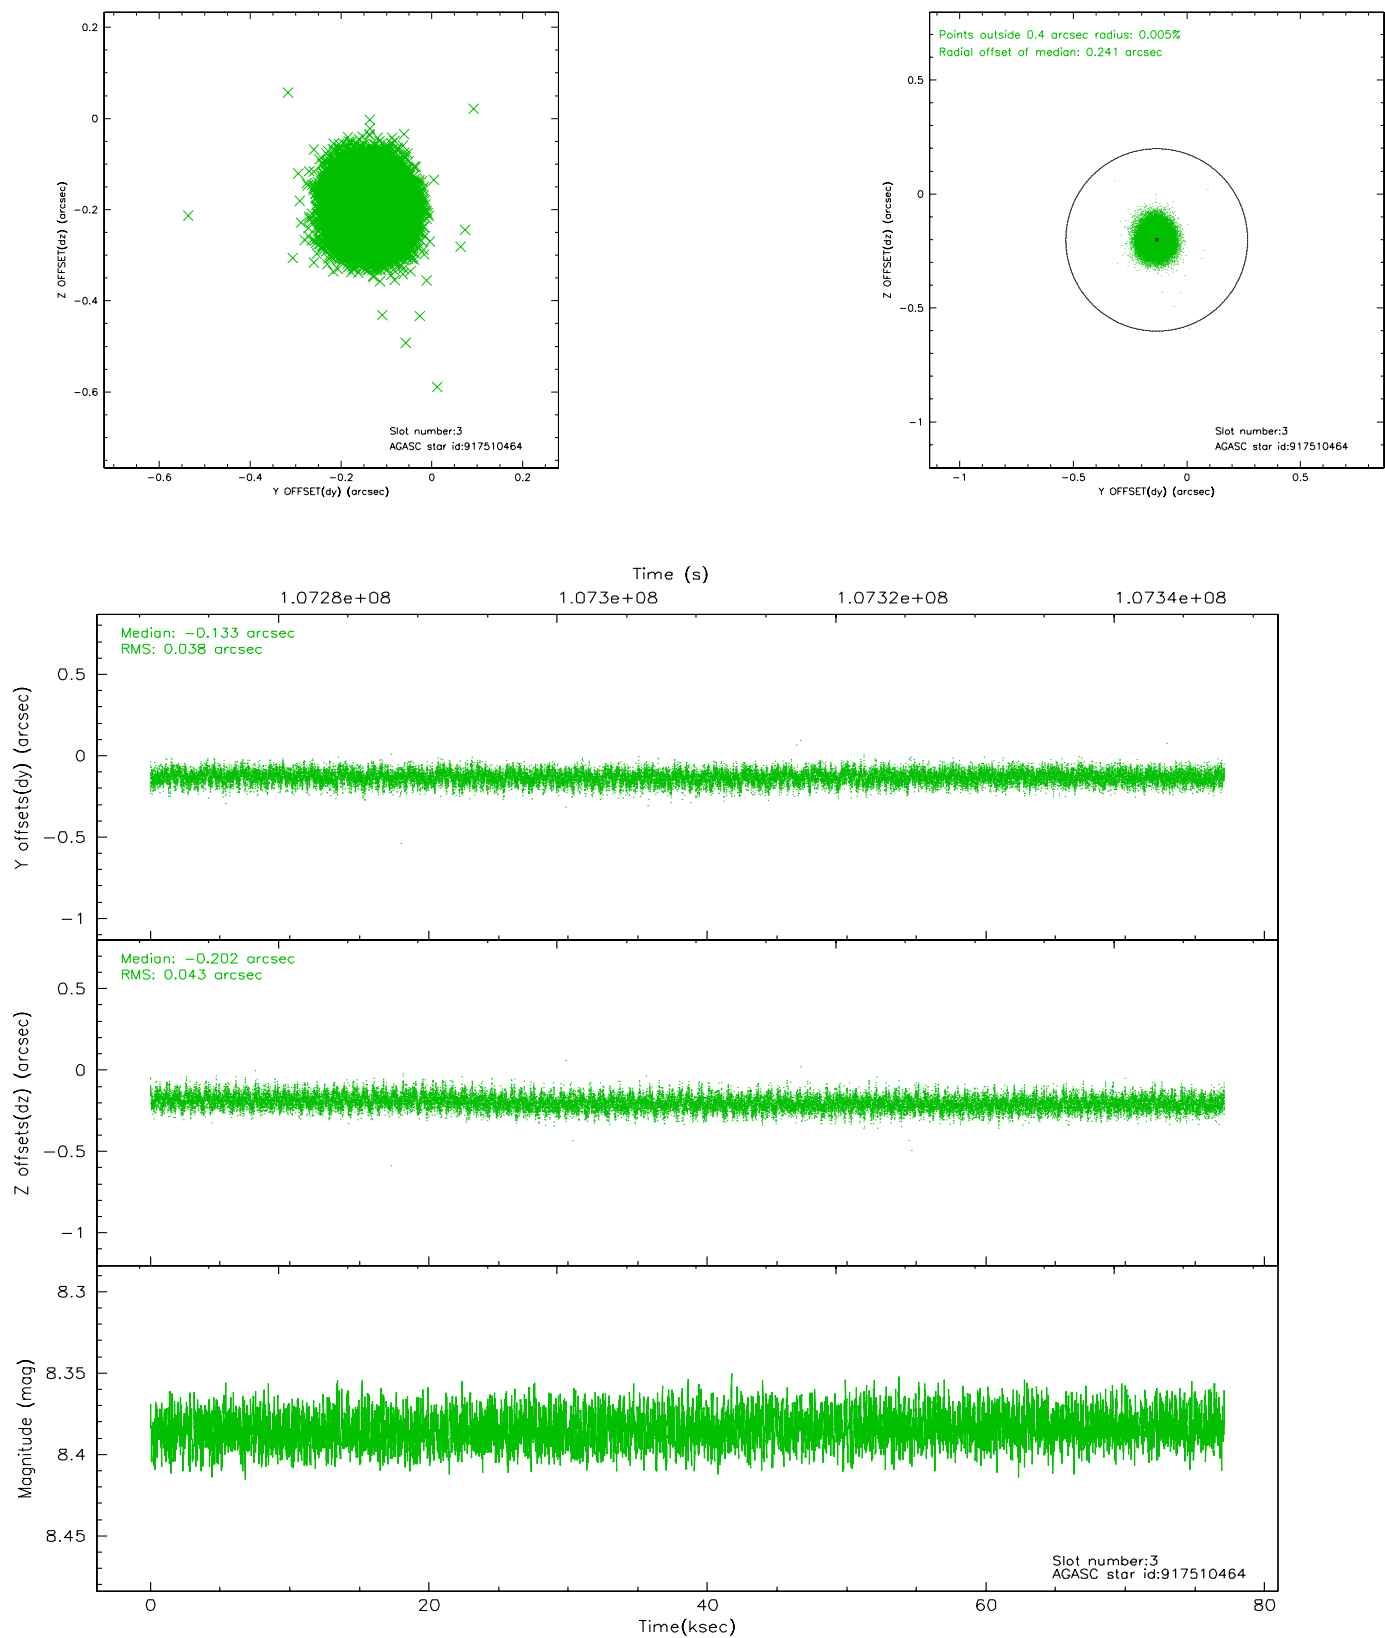 0.2
0
−0.2
−0.4
−0.6
Z OFFSET(dz) (arcsec)
Slot number:3
AGASC star id:917510464
−0.6 −0.4 −0.2 0 0.2
Y OFFSET(dy) (arcsec)
Points outside 0.4 arcsec radius: 0.005%
Radial offset of median: 0.241 arcsec
0.5
0
−0.5
−1
Z OFFSET(dz) (arcsec)
Slot number:3
AGASC star id:917510464
−1 −0.5 0 0.5
Y OFFSET(dy) (arcsec)
Time (s)
1.0728e+08 1.073e+08 1.0732e+08 1.0734e+08
Median: −0.133 arcsec
RMS: 0.038 arcsec
0.5
0
−0.5
−1
Y offsets(dy) (arcsec)
Median: −0.202 arcsec
RMS: 0.043 arcsec
0.5
0
−0.5
−1
Z offsets(dz) (arcsec)
8.3
8.35
8.4
8.45
Magnitude (mag)
Slot number:3
AGASC star id:917510464
0 20 40 60 80
Time(ksec)